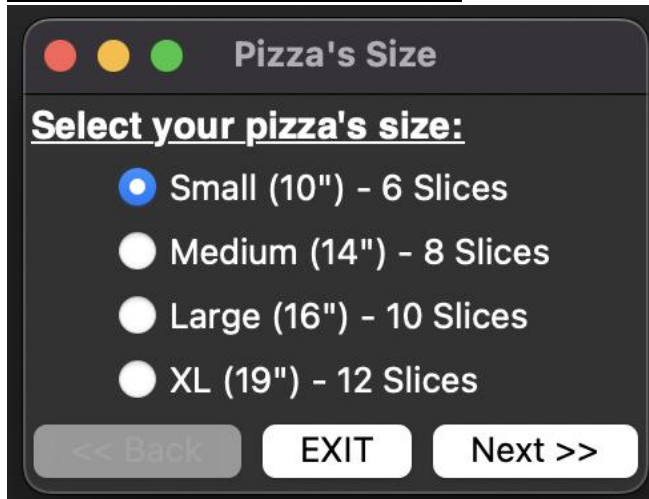 Pizza's Size
Select your pizza's size:
Small (10") - 6 Slices
Medium (14") - 8 Slices
Large (16") - 10 Slices
XL (19") - 12 Slices
<< Back EXIT Next >>